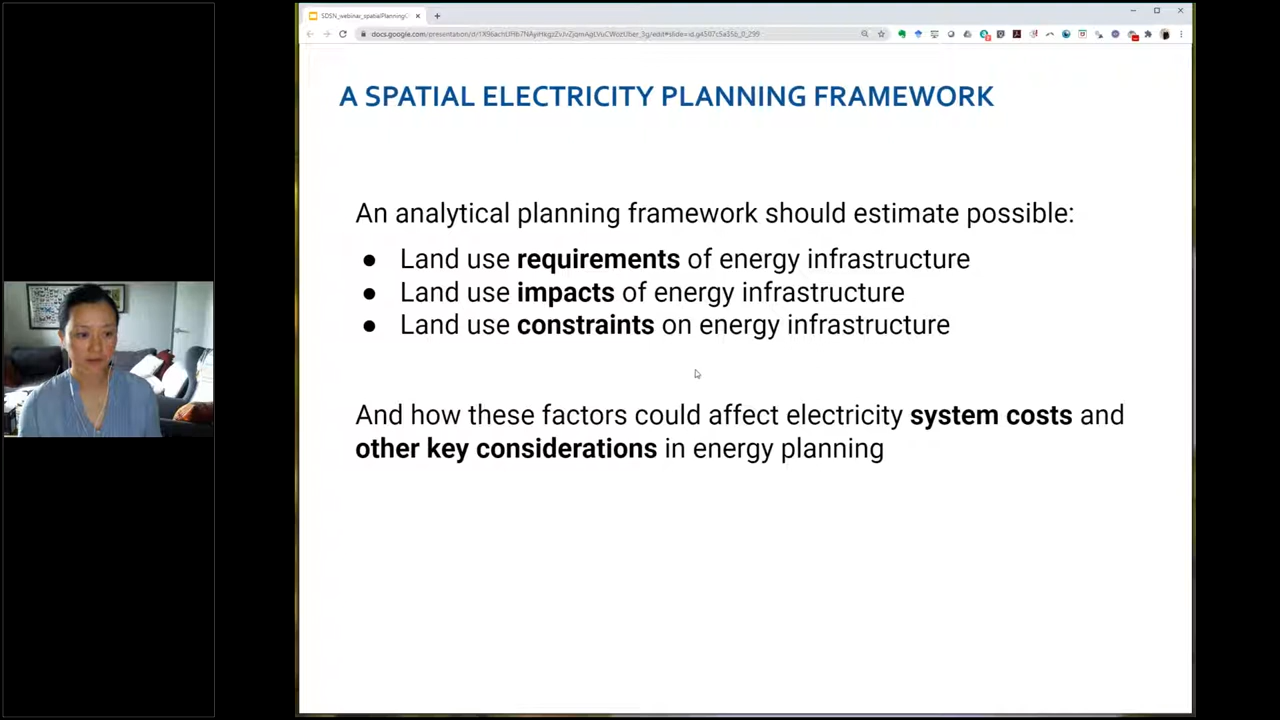 SDSN_webinar_spatialPlanning
A SPATIAL ELECTRICITY PLANNING FRAMEWORK
An analytical planning framework should estimate possible:
● Land use requirements of energy infrastructure
● Land use impacts of energy infrastructure
● Land use constraints on energy infrastructure
And how these factors could affect electricity system costs and
other key considerations in energy planning